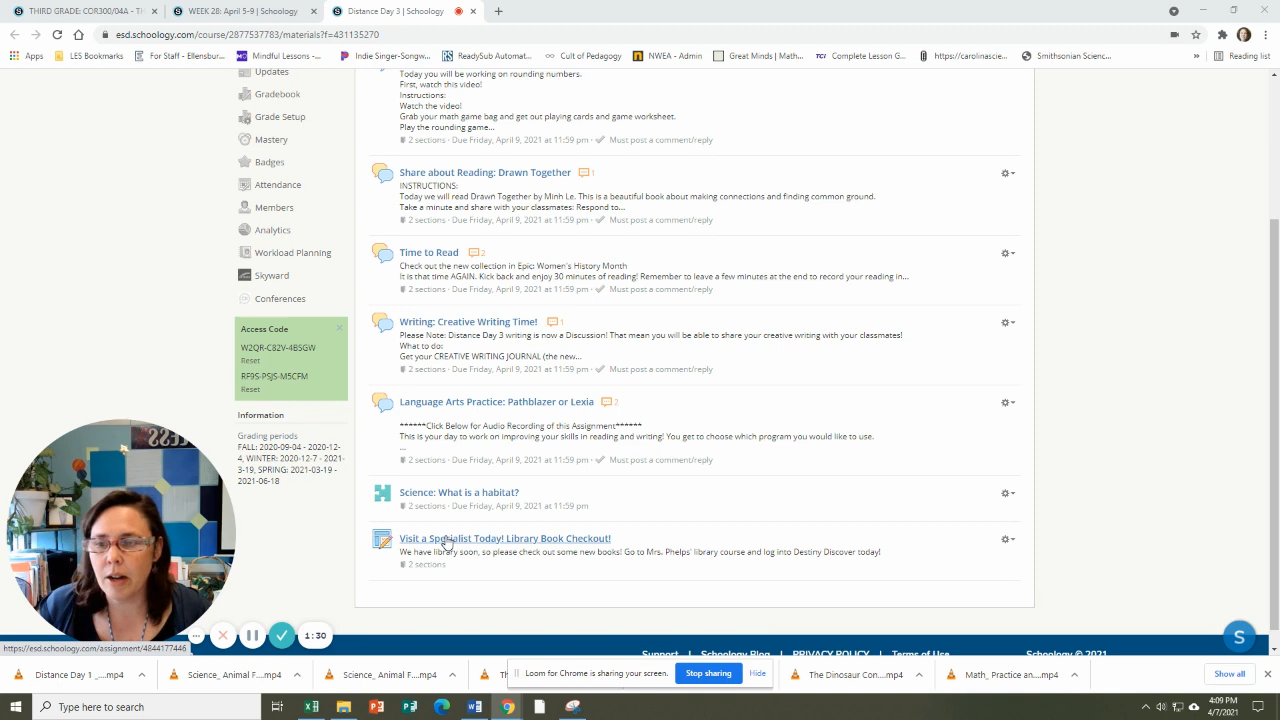 THIRD GRADE: COR300/04A - TH
WEEK 28: April 5-9 | Schoology
Distance Day 3 | Schoology
esd.schoology.com/course/2877537783/materials?f=431135270
Apps
LES Bookmarks
For Staff - Ellensbur...
Mindful Lessons -...
Indie Singer-Songw...
ReadySub Automat...
Cult of Pedagogy
NWEA - Admin
Great Minds | Math...
TCI Complete Lesson G...
https://carolinascie...
Smithsonian Scienc...
»
Reading list
Updates
Gradebook
Grade Setup
Mastery
Badges
Attendance
Members
Analytics
Workload Planning
Skyward
Conferences
Access Code
W2QR-C82V-4BSGW
Reset
RF9S-PSJS-M5CFM
Reset
Information
Grading periods
FALL: 2020-09-04 - 2020-12-
4, WINTER: 2020-12-7 - 2021-
3-19, SPRING: 2021-03-19 -
2021-06-18
Today you will be working on rounding numbers.
First, watch this video!
Instructions:
Watch the video!
Grab your math game bag and get out playing cards and game worksheet.
Play the rounding game...
2 sections · Due Friday, April 9, 2021 at 11:59 pm · Must post a comment/reply
Share about Reading: Drawn Together 1
INSTRUCTIONS:
Today we will read Drawn Together by Minh Le. This is a beautiful book about making connections and finding common ground.
Take a minute and share with your classmates: Respond to...
2 sections · Due Friday, April 9, 2021 at 11:59 pm · Must post a comment/reply
Time to Read 2
Check out the new collection in Epic: Women's History Month
It is that time AGAIN. Kick back and enjoy 30 minutes of reading! Remember to leave a few minutes at the end to record your reading in...
2 sections · Due Friday, April 9, 2021 at 11:59 pm · Must post a comment/reply
Writing: Creative Writing Time! 1
Please Note: Distance Day 3 writing is now a Discussion! That mean you will be able to share your creative writing with your classmates!
What to do:
Get your CREATIVE WRITING JOURNAL (the new...
2 sections · Due Friday, April 9, 2021 at 11:59 pm · Must post a comment/reply
Language Arts Practice: Pathblazer or Lexia 2
******Click Below for Audio Recording of this Assignment******
This is your day to work on improving your skills in reading and writing! You get to choose which program you would like to use.
...
2 sections · Due Friday, April 9, 2021 at 11:59 pm · Must post a comment/reply
Science: What is a habitat?
2 sections · Due Friday, April 9, 2021 at 11:59 pm
Visit a Specialist Today! Library Book Checkout!
We have library soon, so please check out some new books! Go to Mrs. Phelps' library course and log into Destiny Discover today!
2 sections
1:30
https://esd.schoology.com/assignment/4844177446
Support | Schoology Blog | PRIVACY POLICY | Terms of Use
Schoology © 2021
S
Distance Day 1 _....mp4
Science_ Animal F....mp4
Science_ Animal F....mp4
Loom for Chrome is sharing your screen.
Stop sharing
Hide
The Dinosaur Con....mp4
Math_ Practice an....mp4
Show all
Type here to search
4:09 PM
4/7/2021